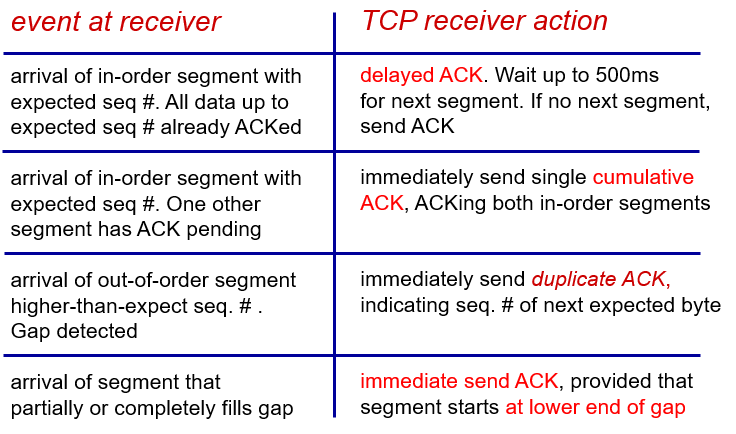 event at receiver
TCP receiver action
arrival of in-order segment with
expected seq #. All data up to
expected seq # already ACKed
delayed ACK. Wait up to 500ms
for next segment. If no next segment,
send ACK
arrival of in-order segment with
expected seq #. One other
segment has ACK pending
immediately send single cumulative
ACK, ACKing both in-order segments
arrival of out-of-order segment
higher-than-expect seq. # .
Gap detected
immediately send duplicate ACK,
indicating seq. # of next expected byte
arrival of segment that
partially or completely fills gap
immediate send ACK, provided that
segment starts at lower end of gap